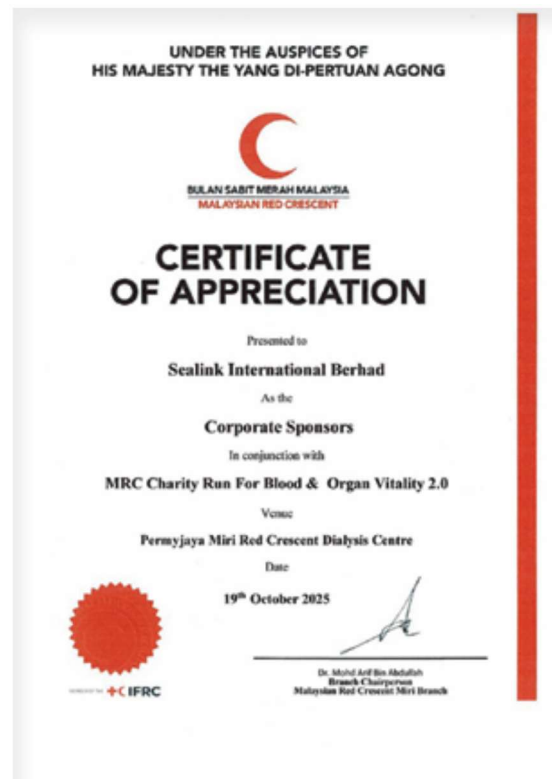 UNDER THE AUSPICES OF
HIS MAJESTY THE YANG DI-PERTUAN AGONG
BULAN SABIT MERAH MALAYSIA
MALAYSIAN RED CRESCENT
CERTIFICATE
OF APPRECIATION
Presented to
Sealink International Berhad
As the
Corporate Sponsors
In conjunction with
MRC Charity Run For Blood & Organ Vitality 2.0
Venue
Permyjaya Miri Red Crescent Dialysis Centre
Date
19th October 2025
Dr. Mohd Arif Bin Abdullah
Branch Chairperson
Malaysian Red Crescent Miri Branch
IFRC